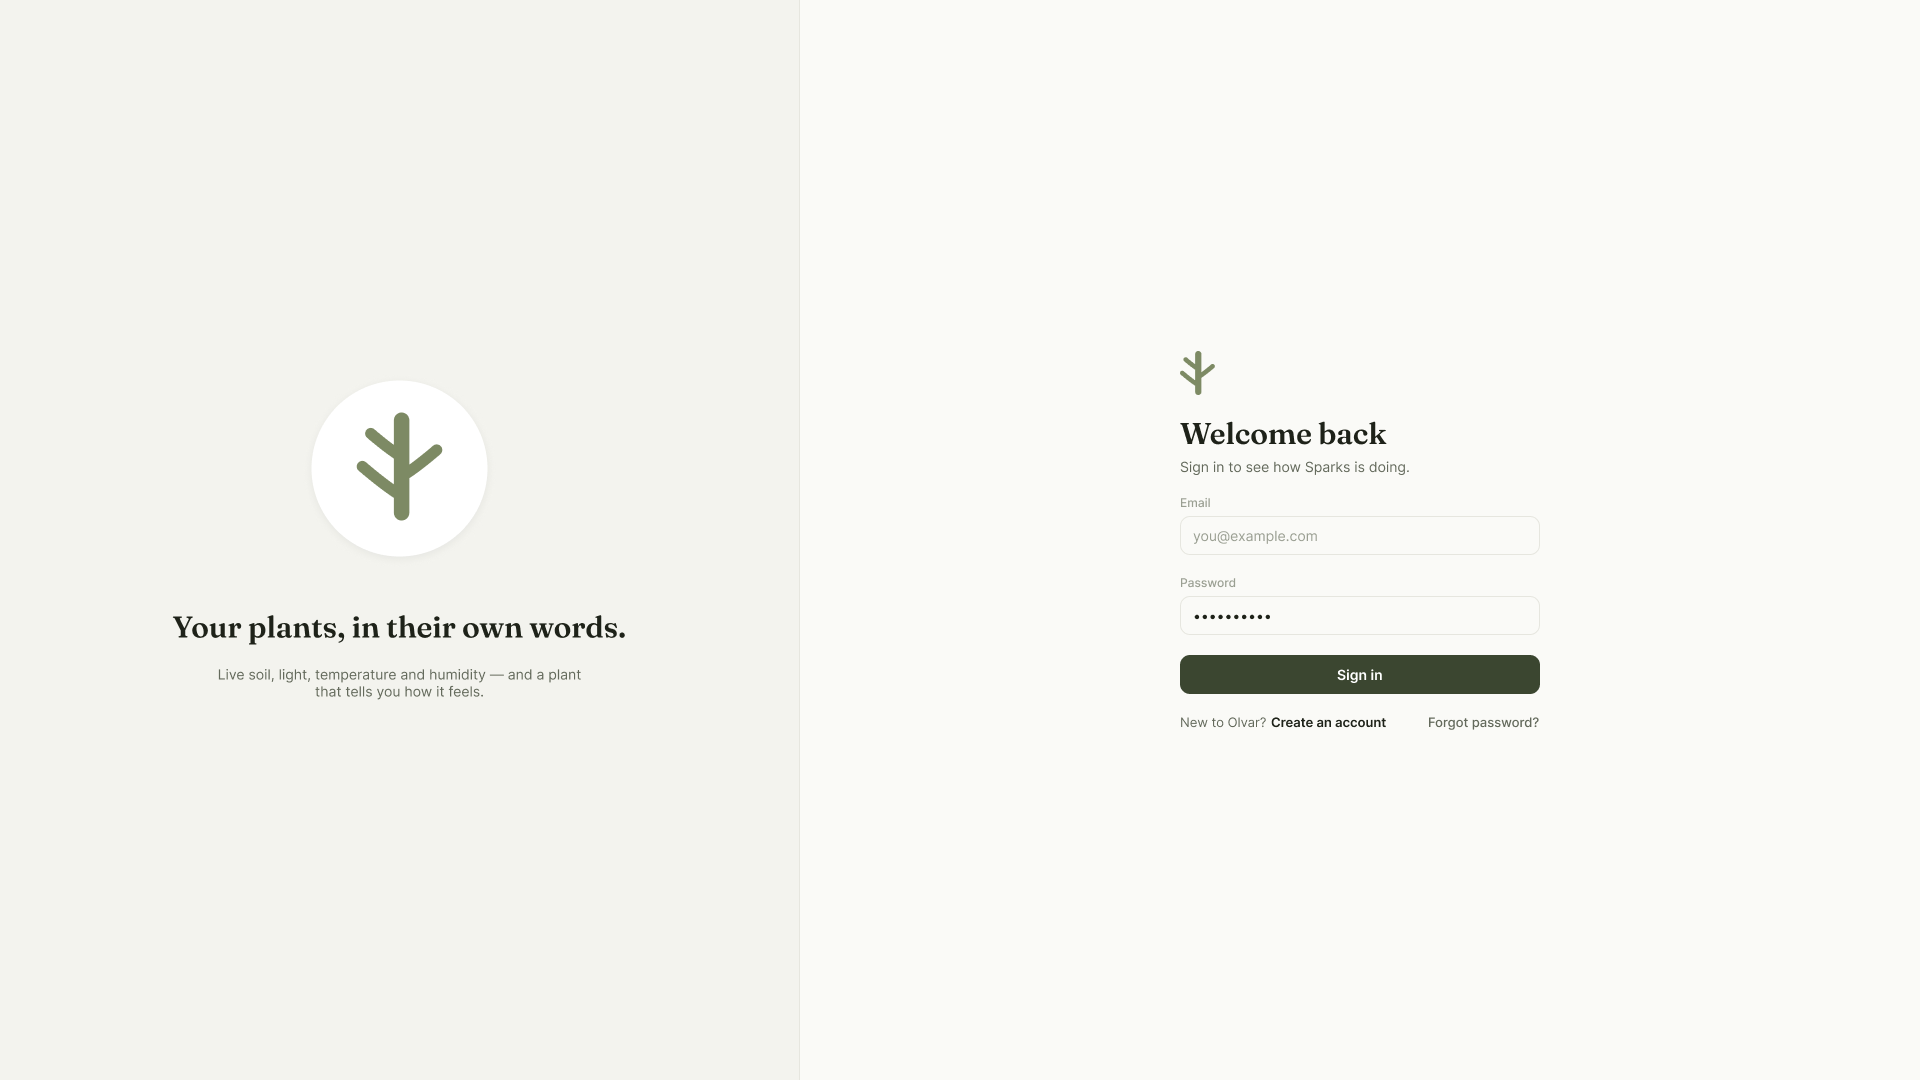 Your plants, in their own words.
Live soil, light, temperature and humidity — and a plant
that tells you how it feels.
Welcome back
Sign in to see how Sparks is doing.
Email
you@example.com
Password
••••••••••
Sign in
New to Olvar? Create an account
Forgot password?